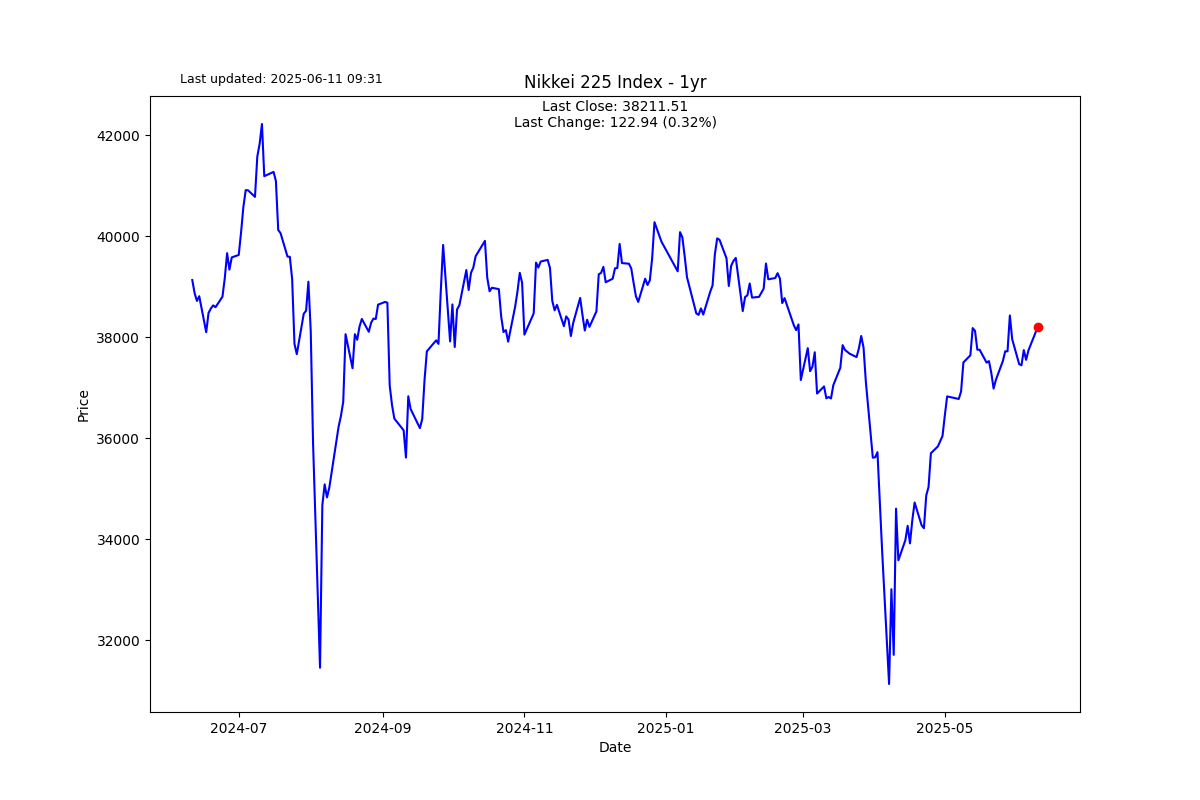 Last updated: 2025-06-11 09:31
Nikkei 225 Index - 1yr
Last Close: 38211.51
Last Change: 122.94 (0.32%)
42000
40000
38000
36000
34000
32000
Price
2024-07
2024-09
2024-11
2025-01
2025-03
2025-05
Date